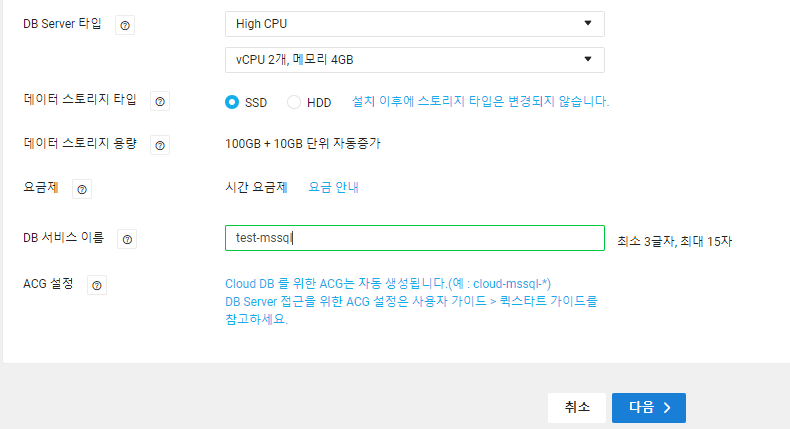 DB Server 타입
High CPU
vCPU 2개, 메모리 4GB
데이터 스토리지 타입
SSD HDD 설치 이후에 스토리지 타입은 변경되지 않습니다.
데이터 스토리지 용량
100GB + 10GB 단위 자동증가
요금제
시간 요금제 요금 안내
DB 서비스 이름
test-mssql
최소 3글자, 최대 15자
ACG 설정
Cloud DB 를 위한 ACG는 자동 생성됩니다.(예 : cloud-mssql-*)
DB Server 접근을 위한 ACG 설정은 사용자 가이드 > 퀵스타트 가이드를
참고하세요.
취소 다음